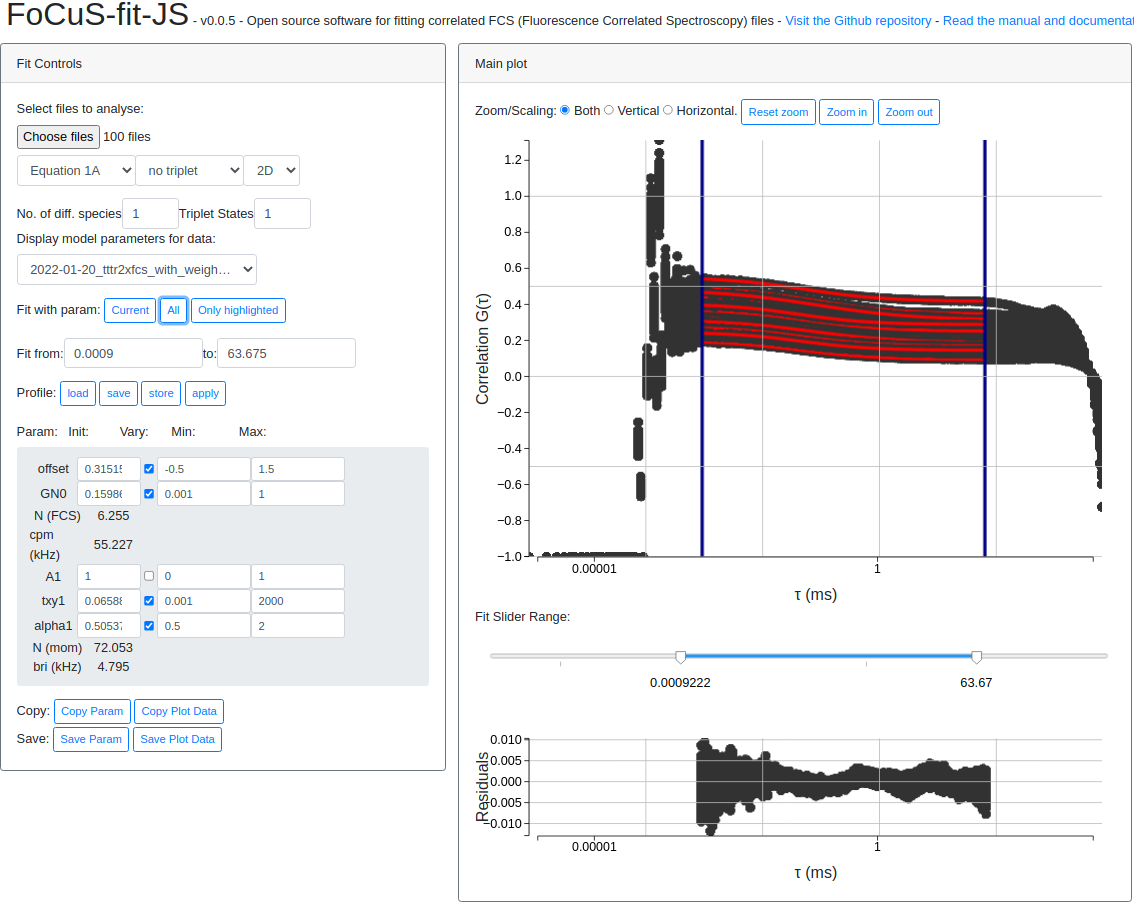 FoCuS-fit-JS - v0.0.5 - Open source software for fitting correlated FCS (Fluorescence Correlated Spectroscopy) files - Visit the Github repository - Read the manual and documentat
Fit Controls
Select files to analyse:
Choose files 100 files
Equation 1A no triplet 2D
No. of diff. species 1 Triplet States 1
Display model parameters for data:
2022-01-20_tttr2xfcs_with_weigh...
Fit with param: Current All Only highlighted
Fit from: 0.0009 to: 63.675
Profile: load save store apply
Param: Init: Vary: Min: Max:
offset 0.31515 -0.5 1.5
GN0 0.15986 0.001 1
N (FCS) 6.255
cpm
(kHz) 55.227
A1 1 0 1
txy1 0.06588 0.001 2000
alpha1 0.50537 0.5 2
N (mom) 72.053
bri (kHz) 4.795
Copy: Copy Param Copy Plot Data
Save: Save Param Save Plot Data
Main plot
Zoom/Scaling: Both Vertical Horizontal. Reset zoom Zoom in Zoom out
Correlation G(τ)
1.2
1.0
0.8
0.6
0.4
0.2
0.0
−0.2
−0.4
−0.6
−0.8
−1.0
0.00001 1
τ (ms)
Fit Slider Range:
0.0009222 63.67
Residuals
0.010
0.005
0.000
−0.005
−0.010
0.00001 1
τ (ms)